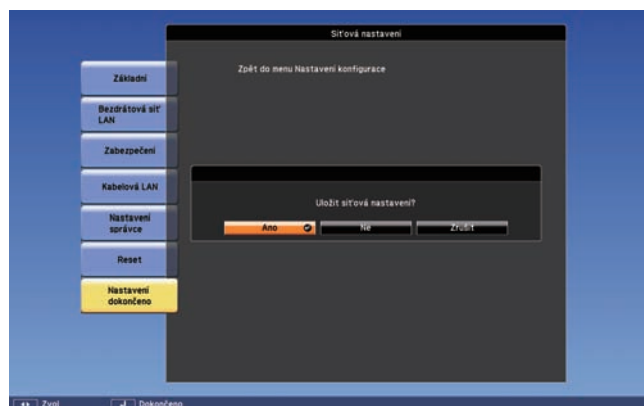 Síťová nastavení
Zpět do menu Nastavení konfigurace
Základní
Bezdrátová síť
LAN
Zabezpečení
Kabelová LAN
Nastavení
správce
Reset
Nastavení
dokončeno
Uložit síťová nastavení?
Ano
Ne
Zrušit
Zvol
Dokončeno